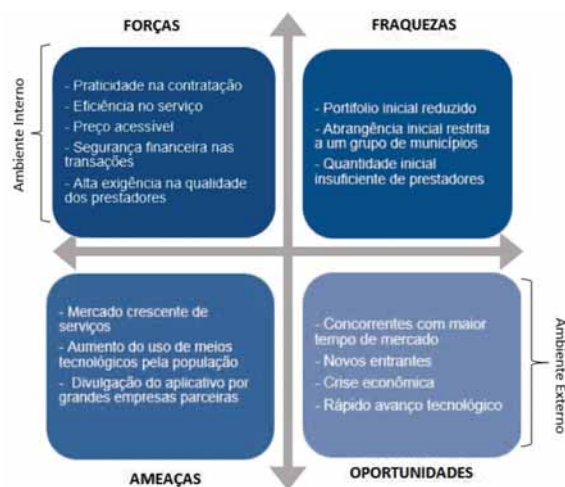 FORÇAS
FRAQUEZAS
Ambiente Interno
- Praticidade na contratação
- Eficiência no serviço
- Preço acessível
- Segurança financeira nas
transações
- Alta exigência na qualidade
dos prestadores
- Portifólio inicial reduzido
- Abrangência inicial restrita
a um grupo de municípios
- Quantidade inicial
insuficiente de prestadores
- Mercado crescente de
serviços
- Aumento do uso de meios
tecnológicos pela população
- Divulgação do aplicativo por
grandes empresas parceiras
- Concorrentes com maior
tempo de mercado
- Novos entrantes
- Crise econômica
- Rápido avanço tecnológico
Ambiente Externo
AMEAÇAS
OPORTUNIDADES